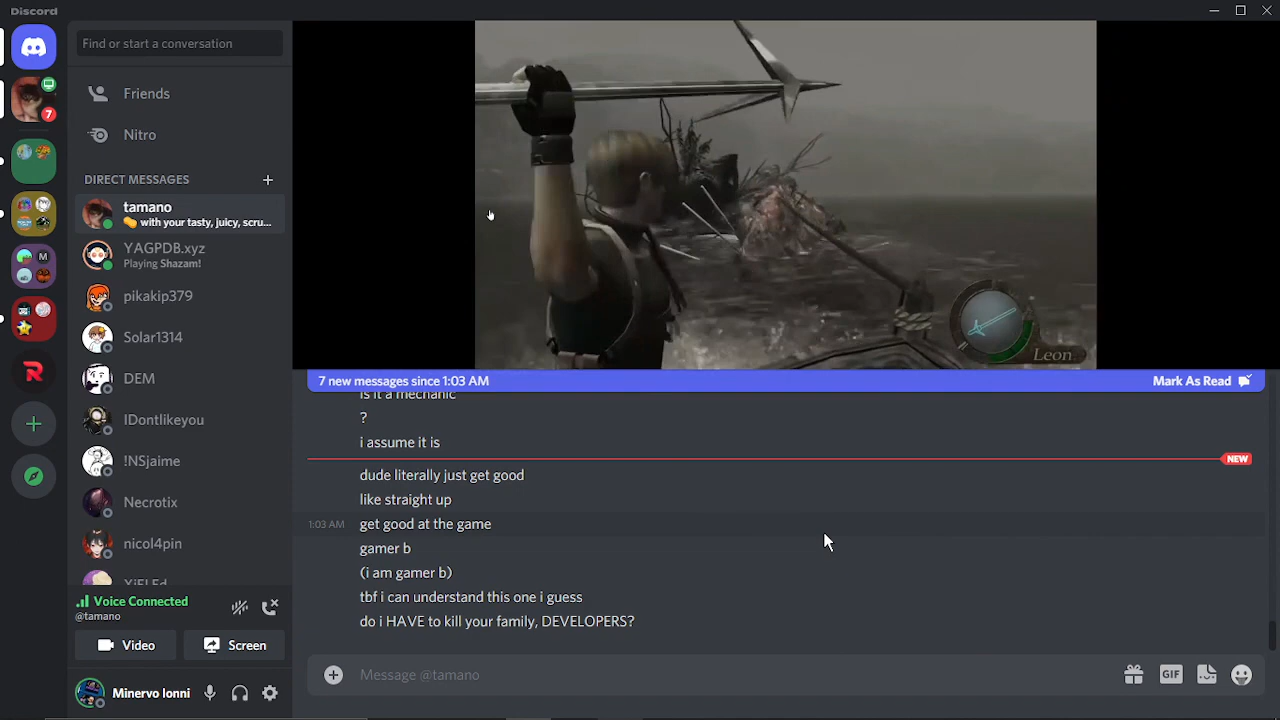 Discord
Find or start a conversation
7
Friends
Nitro
DIRECT MESSAGES
tamano
with your tasty, juicy, scru...
YAGPDB.xyz
Playing Shazam!
pikakip379
Solar1314
DEM
IDontlikeyou
!NSjaime
Necrotix
nicol4pin
M
Voice Connected
@tamano
Video
Screen
Minervo Ionni
Leon
7 new messages since 1:03 AM
Mark As Read
is it a mechanic
?
i assume it is
NEW
dude literally just get good
like straight up
1:03 AM
get good at the game
gamer b
(i am gamer b)
tbf i can understand this one i guess
do i HAVE to kill your family, DEVELOPERS?
Message @tamano
GIF